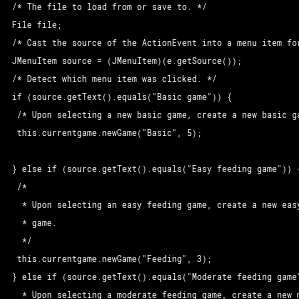 /* The file to load from or save to. */
File file;
/* Cast the source of the ActionEvent into a menu item for
JMenuItem source = (JMenuItem)(e.getSource());
/* Detect which menu item was clicked. */
if (source.getText().equals("Basic game")) {
/* Upon selecting a new basic game, create a new basic
this.currentgame.newGame("Basic", 5);
} else if (source.getText().equals("Easy feeding game"))
/*
* Upon selecting an easy feeding game, create a new easy
* game.
*/
this.currentgame.newGame("Feeding", 3);
} else if (source.getText().equals("Moderate feeding game"
* Upon selecting a moderate feeding game, create a new